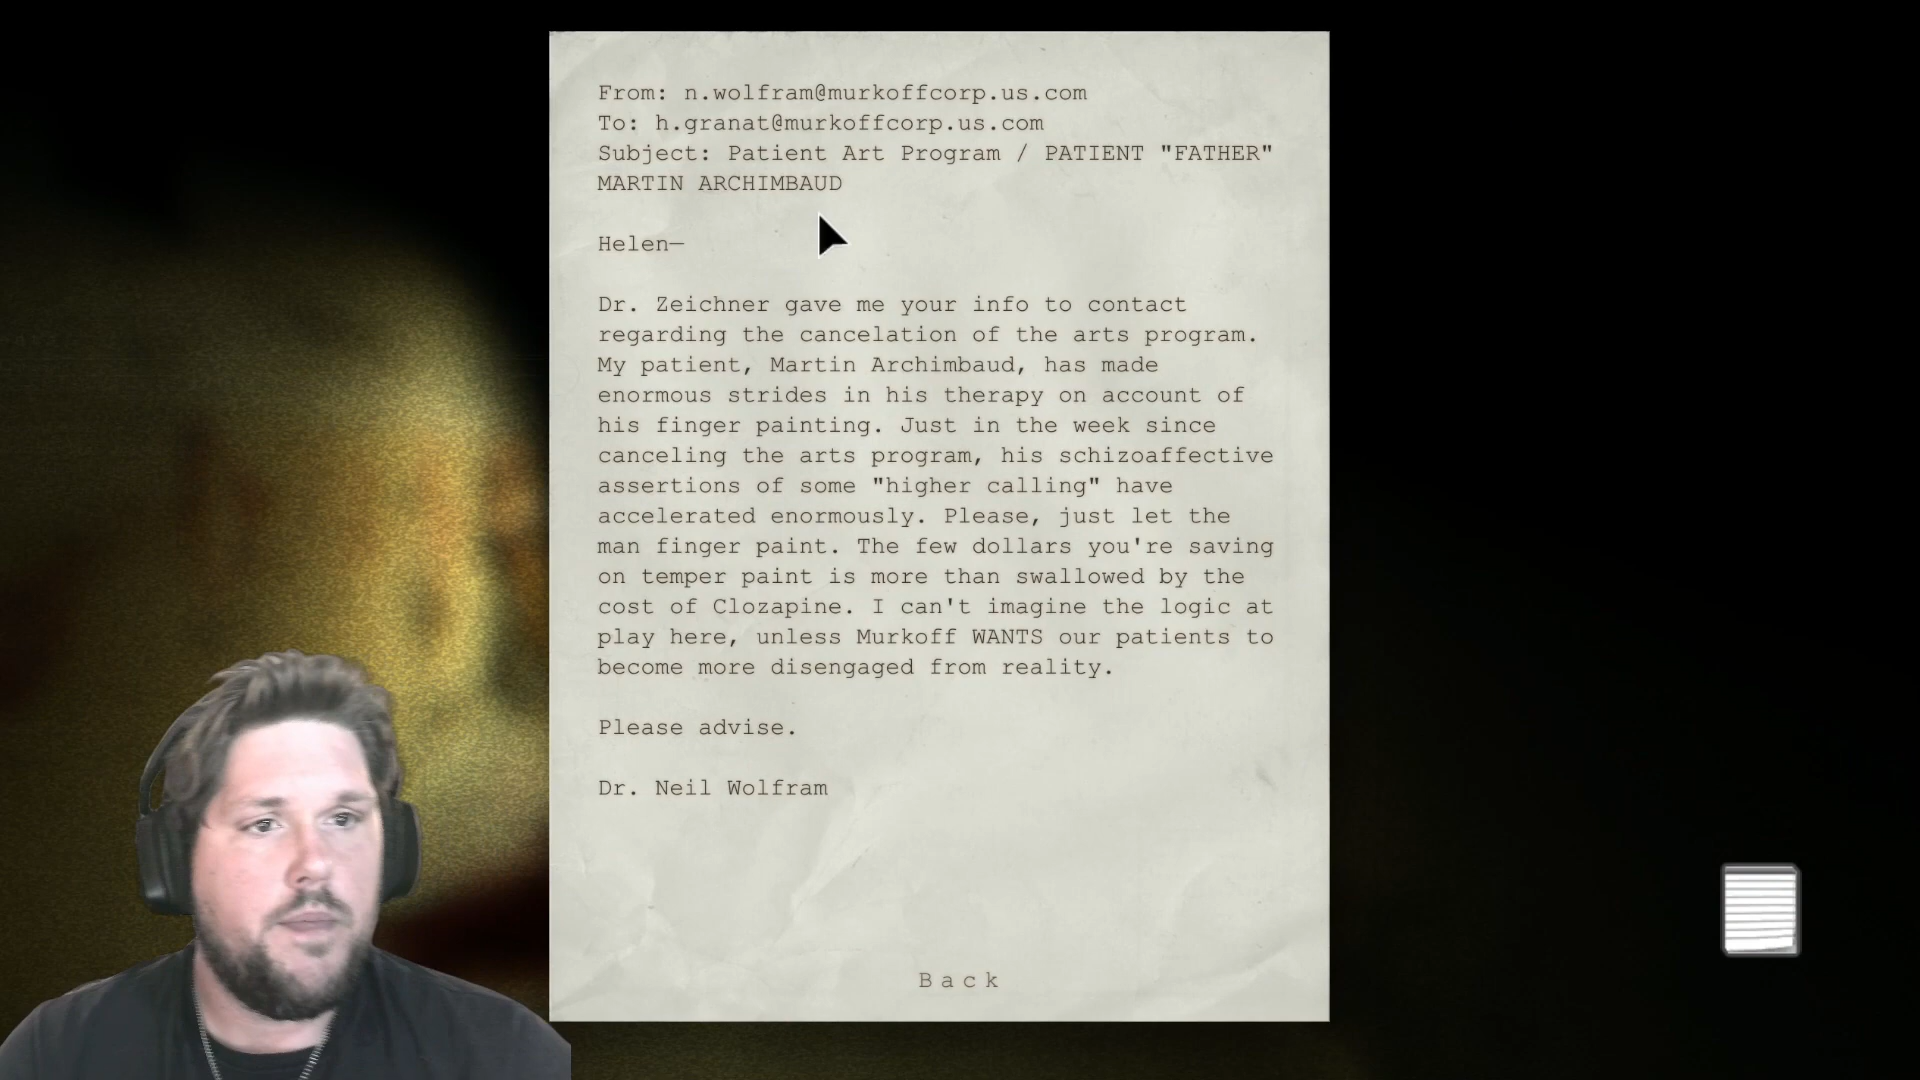 From: n.wolfram@murkoffcorp.us.com
To: h.granat@murkoffcorp.us.com
Subject: Patient Art Program / PATIENT "FATHER"
MARTIN ARCHIMBAUD
Helen—
Dr. Zeichner gave me your info to contact
regarding the cancelation of the arts program.
My patient, Martin Archimbaud, has made
enormous strides in his therapy on account of
his finger painting. Just in the week since
canceling the arts program, his schizoaffective
assertions of some "higher calling" have
accelerated enormously. Please, just let the
man finger paint. The few dollars you're saving
on temper paint is more than swallowed by the
cost of Clozapine. I can't imagine the logic at
play here, unless Murkoff WANTS our patients to
become more disengaged from reality.
Please advise.
Dr. Neil Wolfram
Back